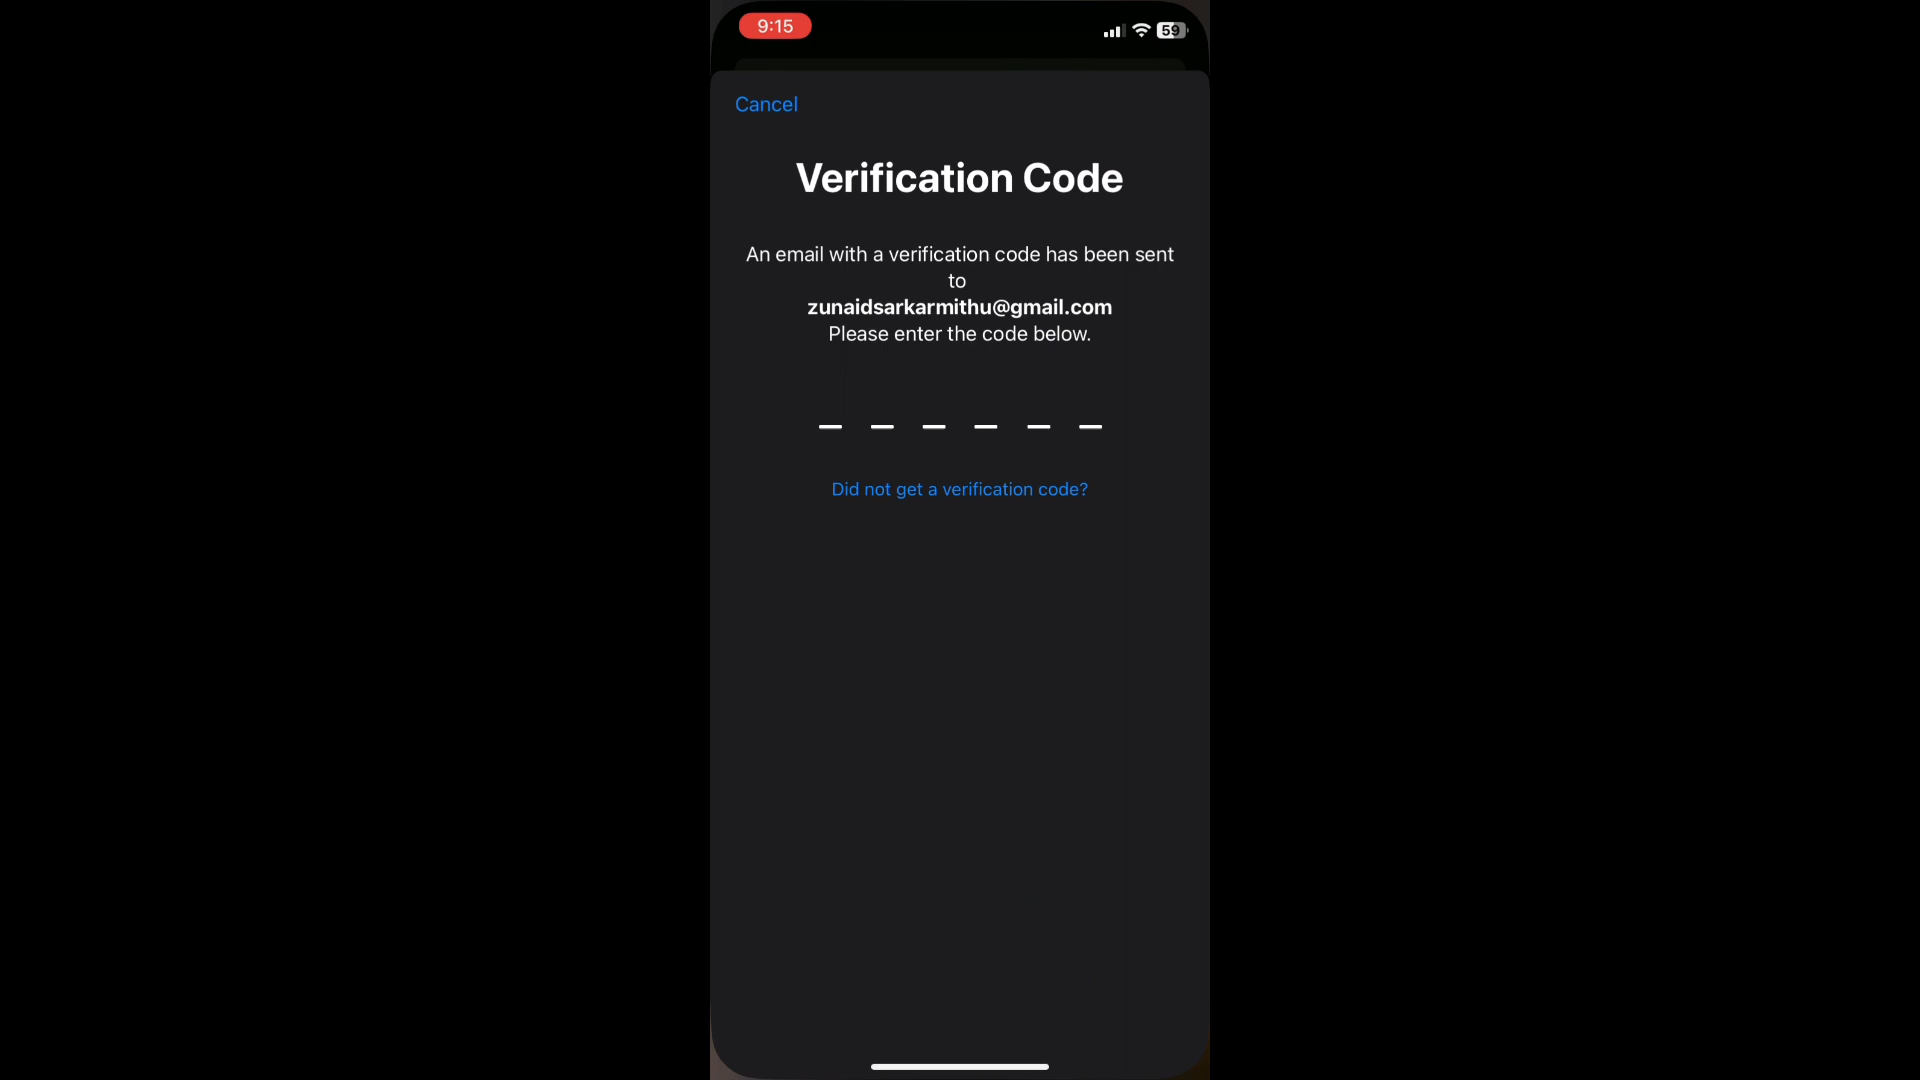 9:15
59
Cancel
Verification Code
An email with a verification code has been sent
to
zunaidsarkarmithu@gmail.com
Please enter the code below.
Did not get a verification code?